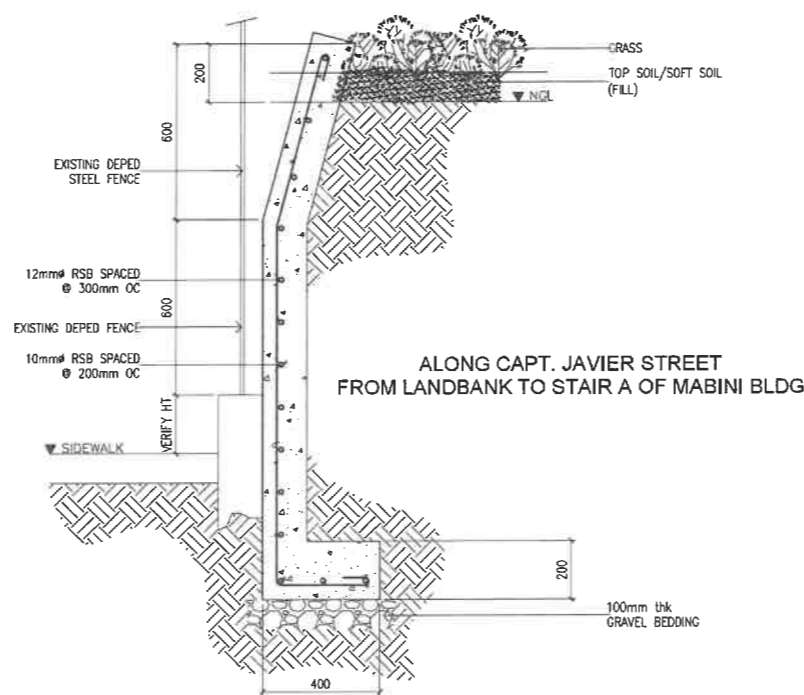 GRASS
200
TOP SOIL/SOFT SOIL
(FILL)
NGL
600
EXISTING DEPED
STEEL FENCE
12mmø RSB SPACED
@ 300mm OC
600
EXISTING DEPED FENCE
10mmø RSB SPACED
@ 200mm OC
ALONG CAPT. JAVIER STREET
FROM LANDBANK TO STAIR A OF MABINI BLDG
VERIFY HT
SIDEWALK
200
100mm thk
GRAVEL BEDDING
400